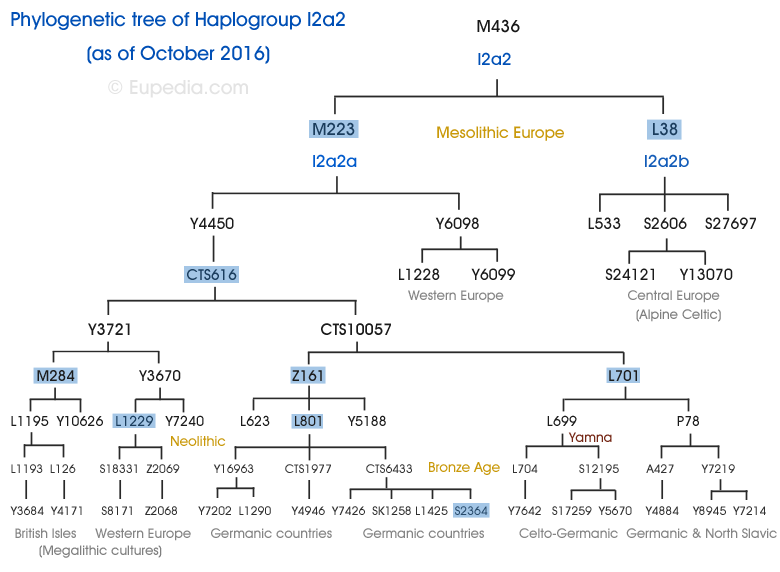 Phylogenetic tree of Haplogroup I2a2
(as of October 2016)
© Eupedia.com
M436
I2a2
M223 Mesolithic Europe L38
I2a2a I2a2b
Y4450 Y6098 L533 S2606 S27697
CTS616 L1228 Y6099 S24121 Y13070
Western Europe Central Europe
(Alpine Celtic)
Y3721 CTS10057
M284 Y3670 Z161 L701
L1195 Y10626 L1229 Y7240 L623 L801 Y5188 L699 P78
Neolithic Yamna
L1193 L126 S18331 Z2069 Y16963 CTS1977 CTS6433 Bronze Age L704 S12195 A427 Y7219
Y3684 Y4171 S8171 Z2068 Y7202 L1290 Y4946 Y7426 SK1258 L1425 S2364 Y7642 S17259 Y5670 Y4884 Y8945 Y7214
British Isles Western Europe Germanic countries Germanic countries Celto-Germanic Germanic & North Slavic
(Megalithic cultures)